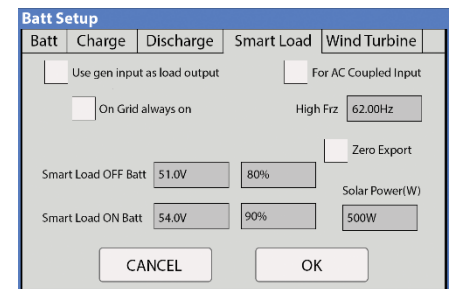 Batt Setup
Batt Charge Discharge Smart Load Wind Turbine
Use gen input as load output For AC Coupled Input
On Grid always on High Frz 62.00Hz
Zero Export
Smart Load OFF Batt 51.0V 80%
Solar Power(W)
Smart Load ON Batt 54.0V 90% 500W
CANCEL OK